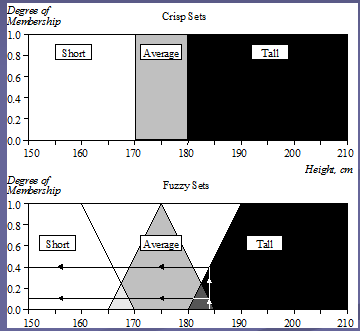 Degree of
Membership
Crisp Sets
1.0
0.8
0.6
0.4
0.2
0.0
Short
Average
Tall
150 160 170 180 190 200 210
Height, cm
Degree of
Membership
Fuzzy Sets
1.0
0.8
0.6
0.4
0.2
0.0
Short
Average
Tall
150 160 170 180 190 200 210